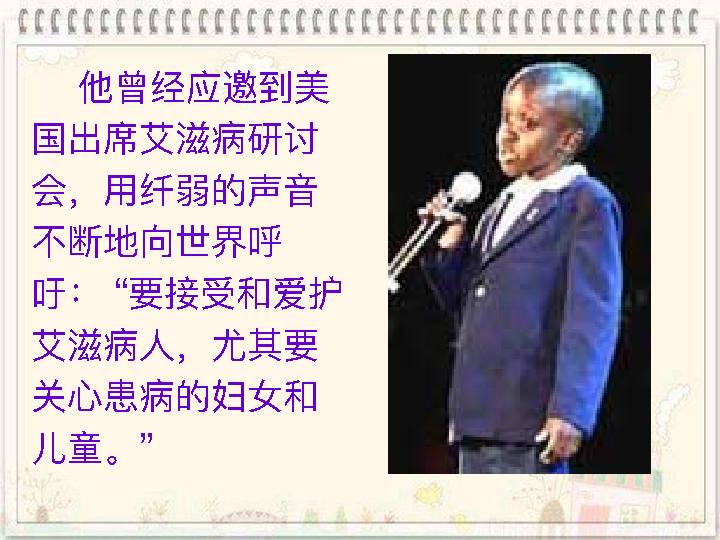 他曾经应邀到美
国出席艾滋病研讨
会，用纤弱的声音
不断地向世界呼
吁：“要接受和爱护
艾滋病人，尤其要
关心患病的妇女和
儿童。”